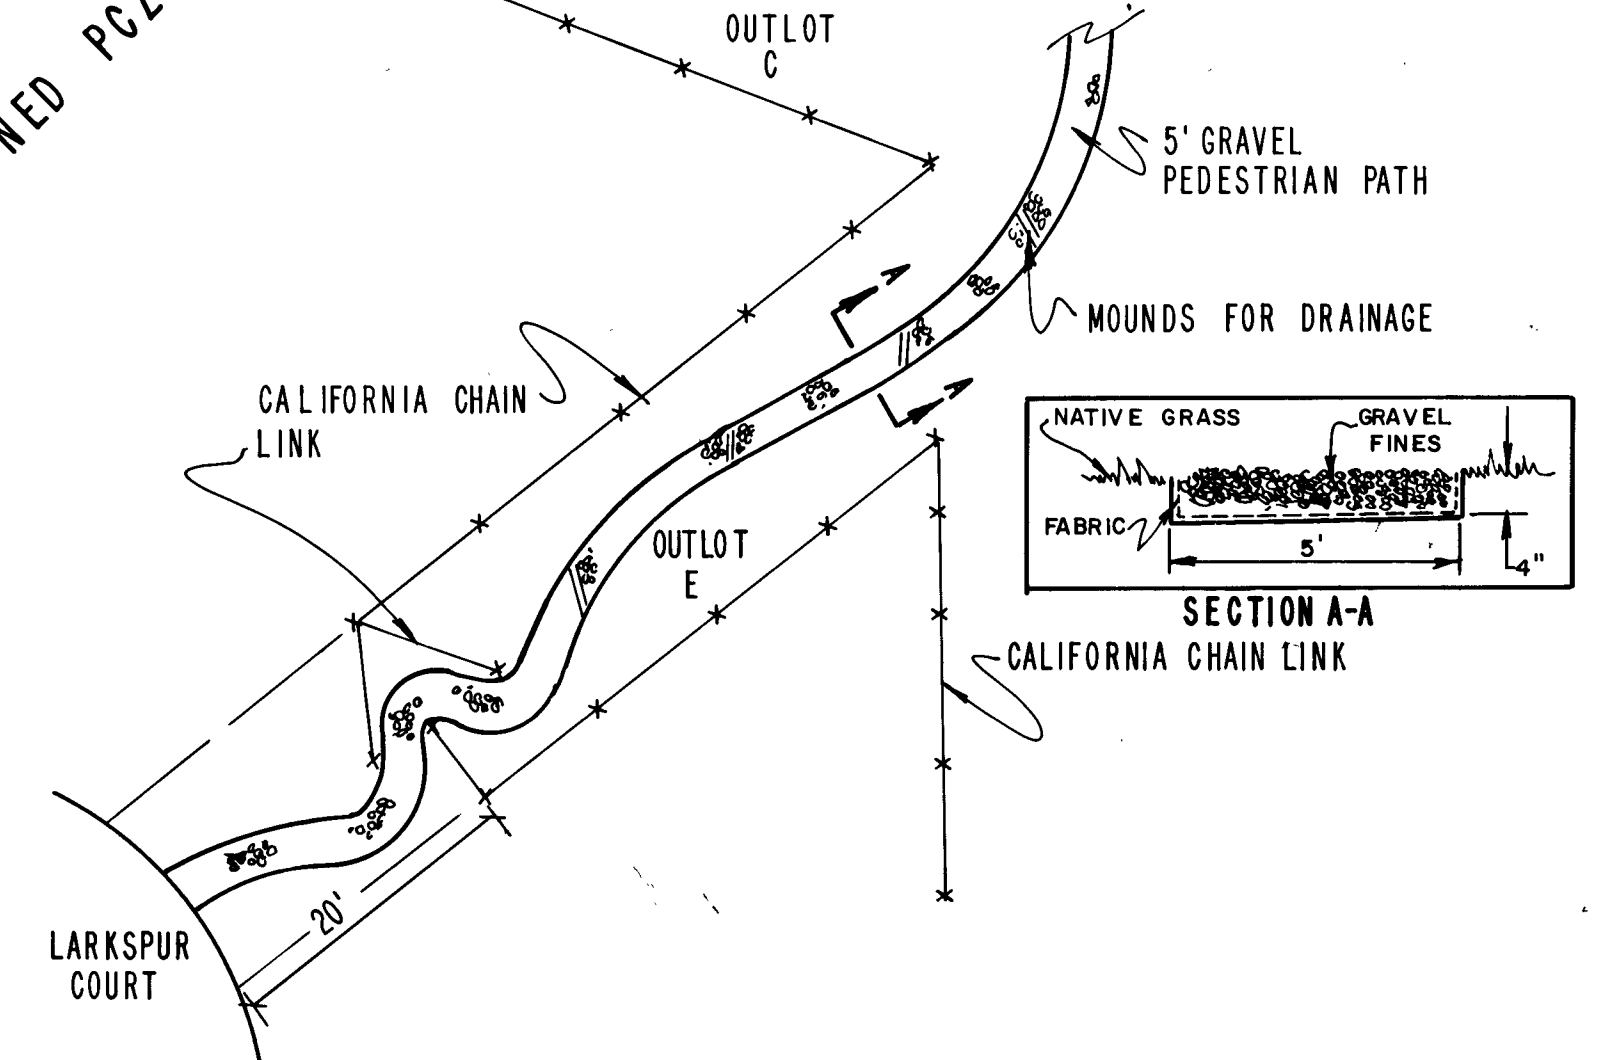 NED
OUTLOT
C
5' GRAVEL
PEDESTRIAN PATH
A
MOUNDS FOR DRAINAGE
CALIFORNIA CHAIN
LINK
A
NATIVE GRASS
GRAVEL
FINES
FABRIC
5'
4"
SECTION A-A
OUTLOT
E
CALIFORNIA CHAIN LINK
20'
LARKSPUR
COURT